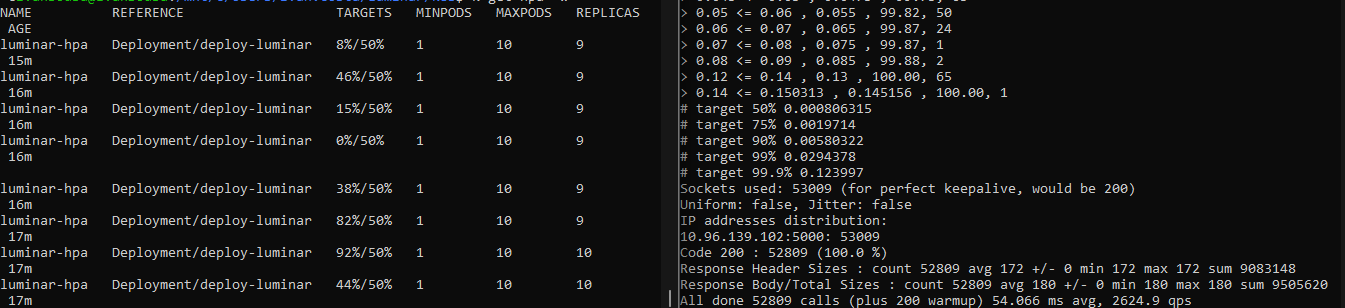 NAME REFERENCE TARGETS MINPODS MAXPODS REPLICAS
AGE
luminar-hpa Deployment/deploy-luminar 8%/50% 1 10 9
15m
luminar-hpa Deployment/deploy-luminar 46%/50% 1 10 9
16m
luminar-hpa Deployment/deploy-luminar 15%/50% 1 10 9
16m
luminar-hpa Deployment/deploy-luminar 0%/50% 1 10 9
16m
luminar-hpa Deployment/deploy-luminar 38%/50% 1 10 9
16m
luminar-hpa Deployment/deploy-luminar 82%/50% 1 10 9
17m
luminar-hpa Deployment/deploy-luminar 92%/50% 1 10 10
17m
luminar-hpa Deployment/deploy-luminar 44%/50% 1 10 10
17m
> 0.05 <= 0.06 , 0.055 , 99.82, 50
> 0.06 <= 0.07 , 0.065 , 99.87, 24
> 0.07 <= 0.08 , 0.075 , 99.87, 1
> 0.08 <= 0.09 , 0.085 , 99.88, 2
> 0.12 <= 0.14 , 0.13 , 100.00, 65
> 0.14 <= 0.150313 , 0.145156 , 100.00, 1
# target 50% 0.000806315
# target 75% 0.0019714
# target 90% 0.00580322
# target 99% 0.0294378
# target 99.9% 0.123997
Sockets used: 53009 (for perfect keepalive, would be 200)
Uniform: false, Jitter: false
IP addresses distribution:
10.96.139.102:5000: 53009
Code 200 : 52809 (100.0 %)
Response Header Sizes : count 52809 avg 172 +/- 0 min 172 max 172 sum 9083148
Response Body/Total Sizes : count 52809 avg 180 +/- 0 min 180 max 180 sum 9505620
All done 52809 calls (plus 200 warmup) 54.066 ms avg, 2624.9 qps